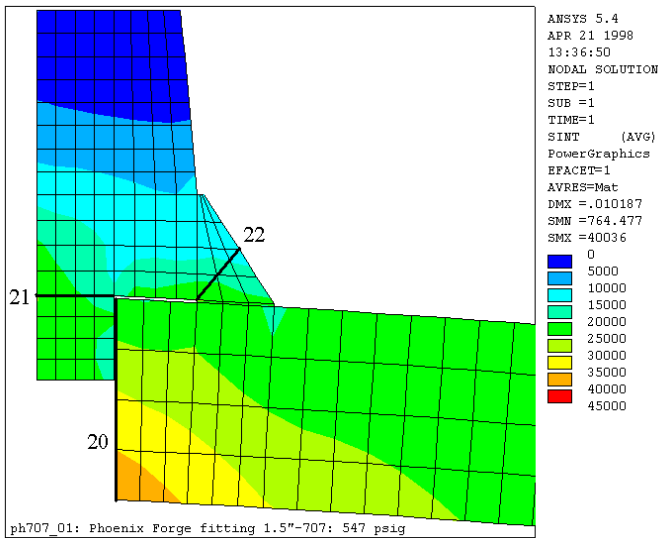 ANSYS 5.4
APR 21 1998
13:36:50
NODAL SOLUTION
STEP=1
SUB =1
TIME=1
SINT (AVG)
PowerGraphics
EFACET=1
AVRES=Mat
DMX =.010187
SMN =764.477
SMX =40036
0
5000
10000
15000
20000
25000
30000
35000
40000
45000
22
21
20
ph707_01: Phoenix Forge fitting 1.5"-707: 547 psig